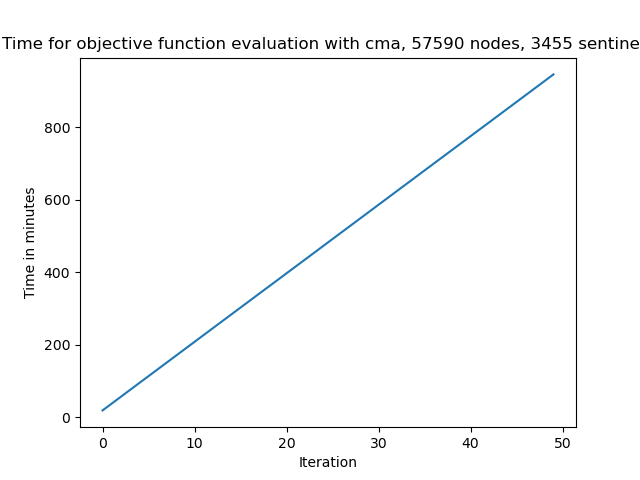 Time for objective function evaluation with cma, 57590 nodes, 3455 sentine
800
600
400
200
0
Time in minutes
0 10 20 30 40 50
Iteration